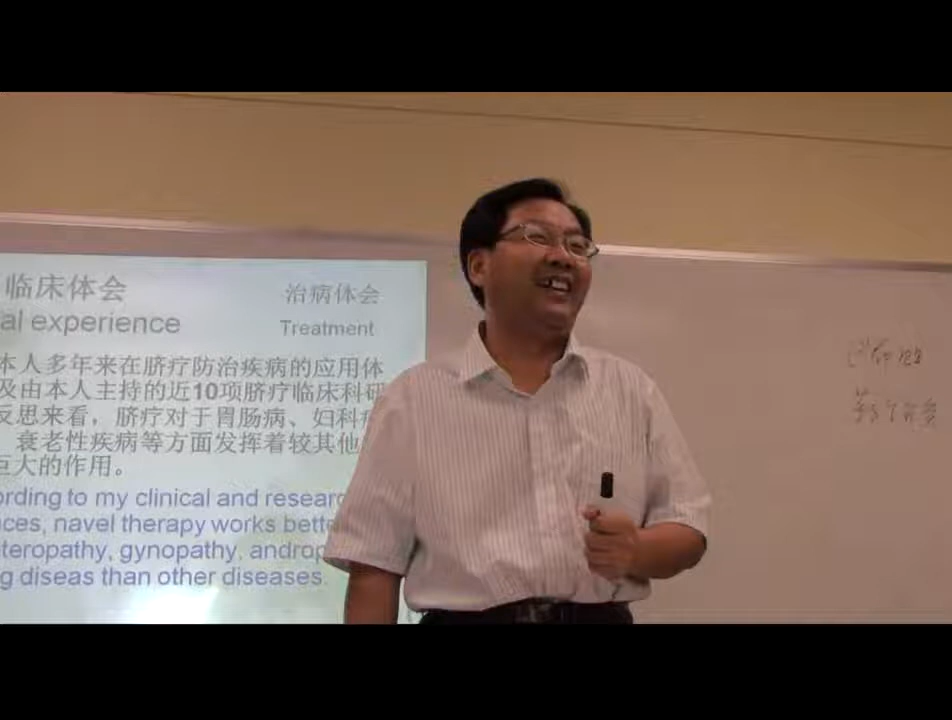 临床体会
治病体会
al experience
Treatment
本人多年来在脐疗防治疾病的应用体
及由本人主持的近10项脐疗临床科研
反思来看，脐疗对于胃肠病、妇科
衰老性疾病等方面发挥着较其他
巨大的作用。
ording to my clinical and resear
ces, navel therapy works bette
teropathy, gynopathy, androp
g diseas than other diseases.